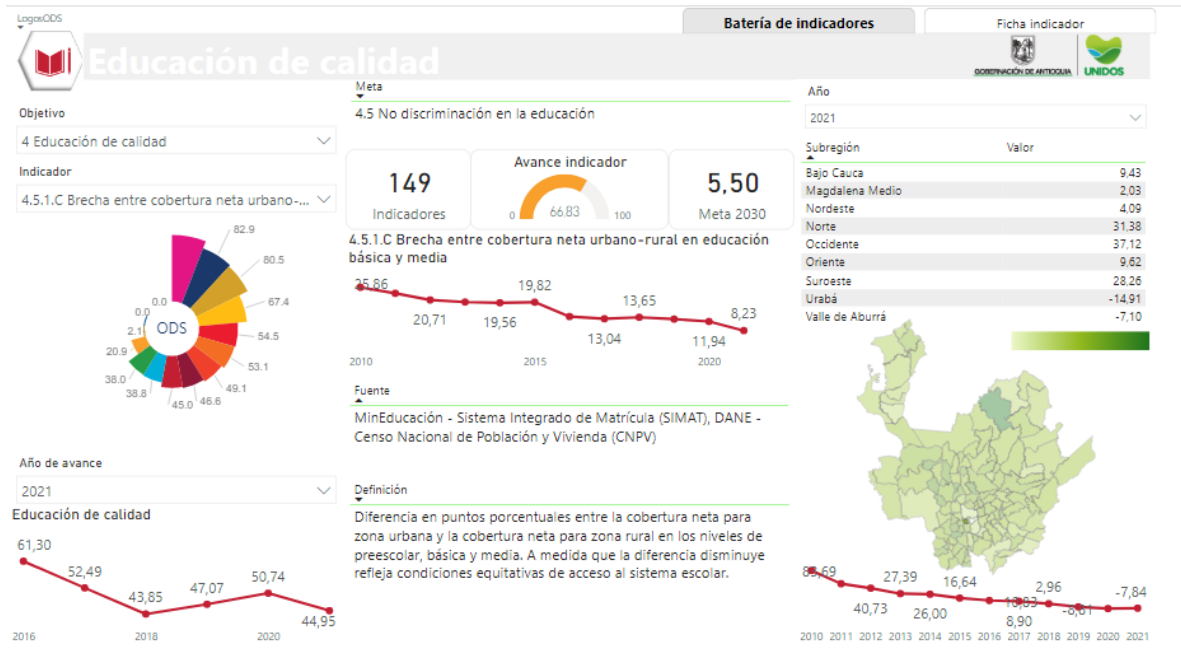 LogosODS
Batería de indicadores
Ficha indicador
Educación de calidad
GOBERNACIÓN DE ANTIOQUIA
UNIDOS
Objetivo
4 Educación de calidad
Indicador
4.5.1.C Brecha entre cobertura neta urbano-...
82.9
80.5
67.4
54.5
53.1
49.1
46.6
45.0
38.8
38.0
20.9
2.1
0.0
0.0
ODS
Año de avance
2021
Educación de calidad
61,30
52,49
43,85
47,07
50,74
44,95
2016
2018
2020
Meta
4.5 No discriminación en la educación
149
Indicadores
Avance indicador
0
66.83
100
5,50
Meta 2030
4.5.1.C Brecha entre cobertura neta urbano-rural en educación
básica y media
25,86
20,71
19,56
19,82
13,04
13,65
11,94
8,23
2010
2015
2020
Fuente
MinEducación - Sistema Integrado de Matrícula (SIMAT), DANE -
Censo Nacional de Población y Vivienda (CNPV)
Definición
Diferencia en puntos porcentuales entre la cobertura neta para
zona urbana y la cobertura neta para zona rural en los niveles de
preescolar, básica y media. A medida que la diferencia disminuye
refleja condiciones equitativas de acceso al sistema escolar.
Año
2021
Subregión Valor
Bajo Cauca 9,43
Magdalena Medio 2,03
Nordeste 4,09
Norte 31,38
Occidente 37,12
Oriente 9,62
Suroeste 28,26
Urabá -14,91
Valle de Aburrá -7,10
40,73
27,39
26,00
16,64
8,90
2,96
-7,84
2010 2011 2012 2013 2014 2015 2016 2017 2018 2019 2020 2021